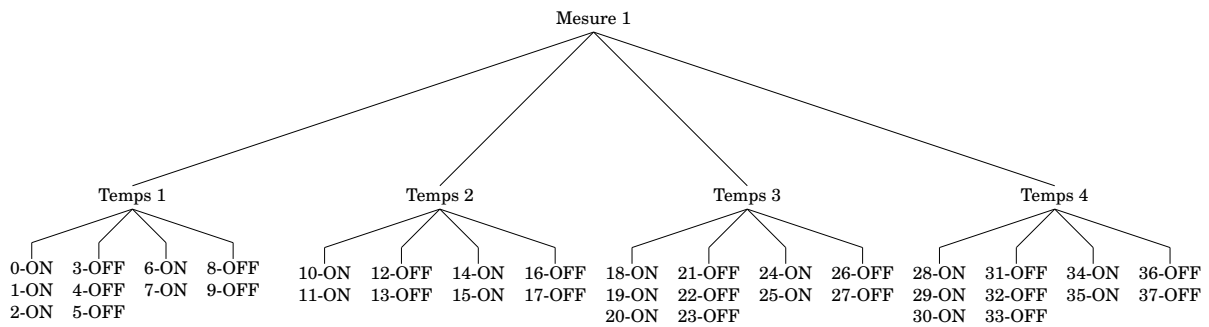 Mesure 1
Temps 1 Temps 2 Temps 3 Temps 4
0-ON 3-OFF 6-ON 8-OFF 10-ON 12-OFF 14-ON 16-OFF 18-ON 21-OFF 24-ON 26-OFF 28-ON 31-OFF 34-ON 36-OFF
1-ON 4-OFF 7-ON 9-OFF 11-ON 13-OFF 15-ON 17-OFF 19-ON 22-OFF 25-ON 27-OFF 29-ON 32-OFF 35-ON 37-OFF
2-ON 5-OFF 20-ON 23-OFF 30-ON 33-OFF